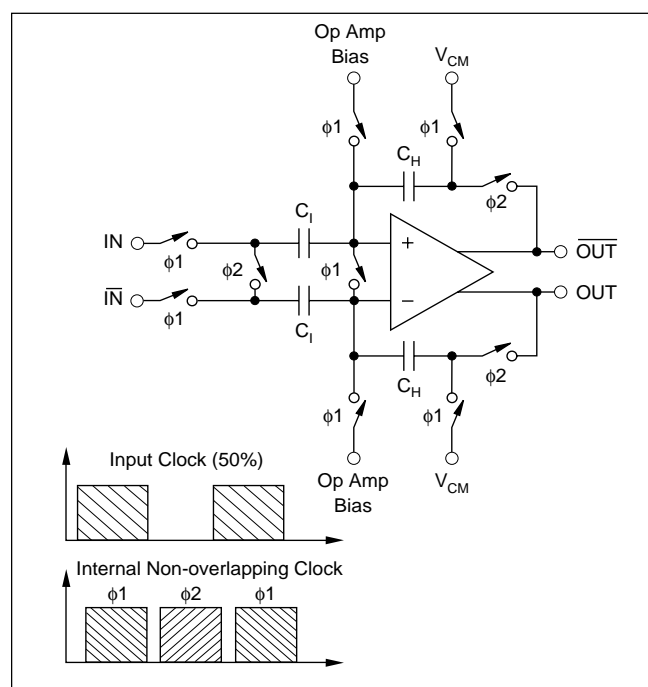 Op Amp
Bias
V_CM
φ1
φ1
C_H
φ2
C_I
IN
φ1
φ2
φ1
+
OUT̅
IN̅
φ1
−
OUT
C_I
C_H
φ2
φ1
φ1
Op Amp
Bias
V_CM
Input Clock (50%)
Internal Non-overlapping Clock
φ1 φ2 φ1